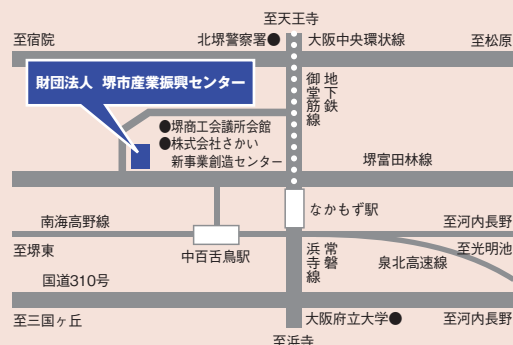 至天王寺
至宿院
北堺警察署●
大阪中央環状線
至松原
財団法人 堺市産業振興センター
地下鉄
御堂筋線
●堺商工会議所会館
●株式会社さかい
新事業創造センター
堺富田林線
なかもず駅
南海高野線
至河内長野
至堺東
中百舌鳥駅
常磐
浜寺線
泉北高速線
至光明池
国道310号
至三国ヶ丘
大阪府立大学●
至河内長野
至浜寺